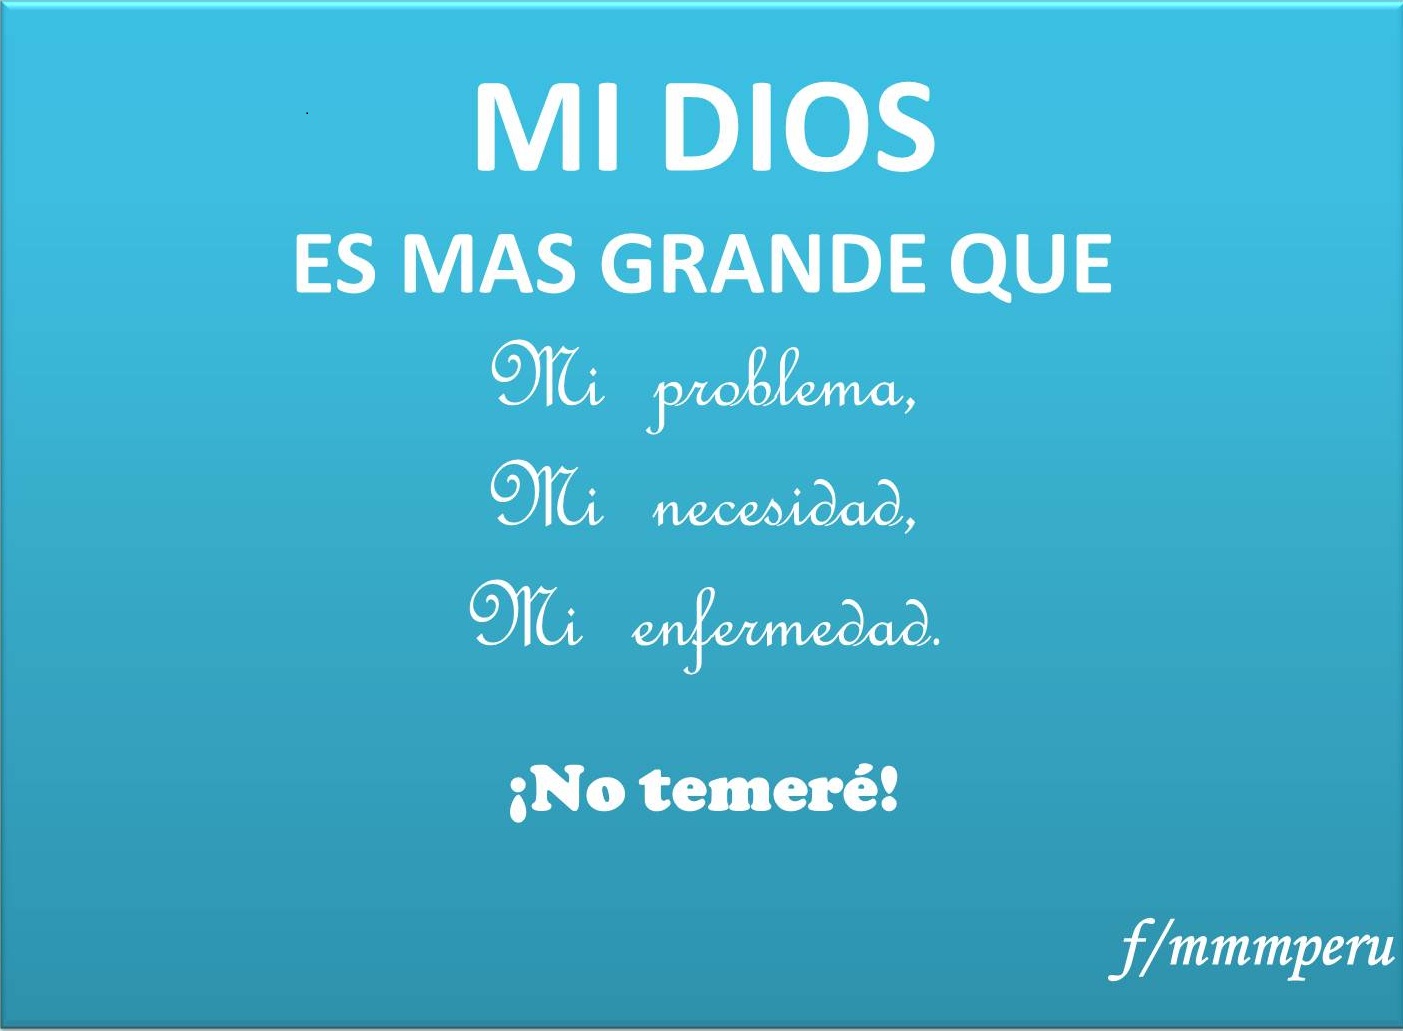 MI DIOS
ES MAS GRANDE QUE
Mi problema,
Mi necesidad,
Mi enfermedad.
¡No temeré!
f/mmmperu